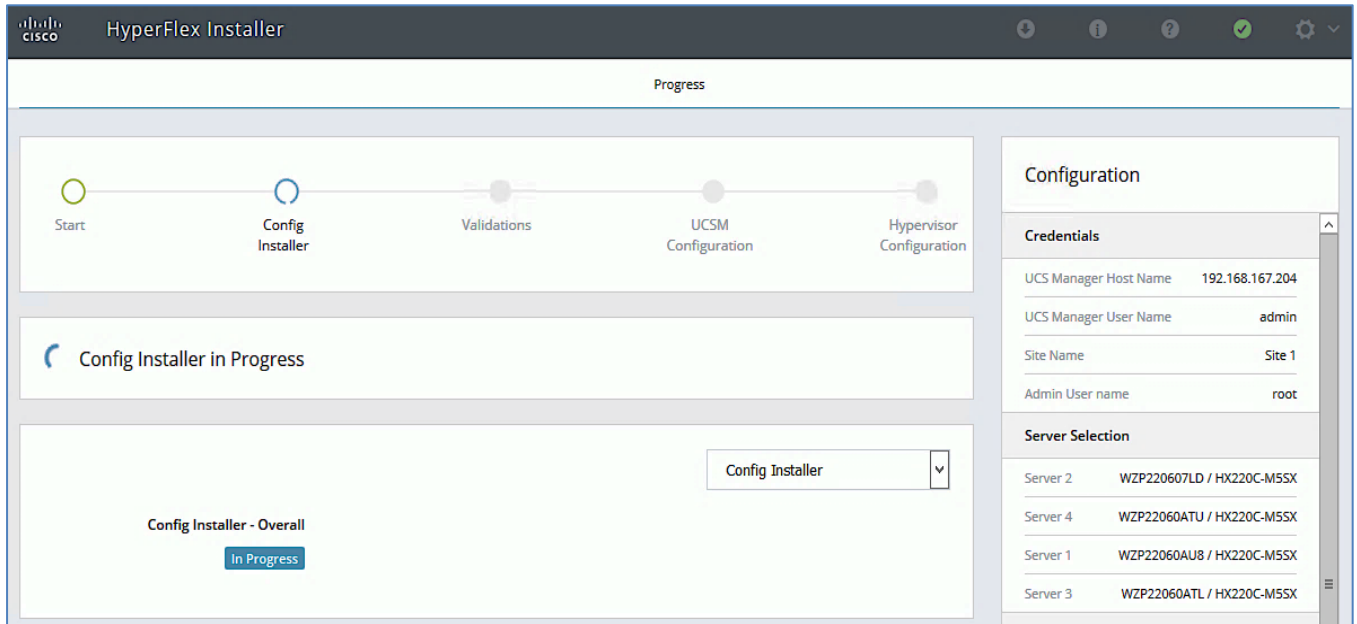 CISCO HyperFlex Installer
Progress
Start
Config
Installer
Validations
UCSM
Configuration
Hypervisor
Configuration
Config Installer in Progress
Config Installer
Config Installer - Overall
In Progress
Configuration
Credentials
UCS Manager Host Name 192.168.167.204
UCS Manager User Name admin
Site Name Site 1
Admin User name root
Server Selection
Server 2 WZP220607LD / HX220C-M5SX
Server 4 WZP22060ATU / HX220C-M5SX
Server 1 WZP22060AU8 / HX220C-M5SX
Server 3 WZP22060ATL / HX220C-M5SX